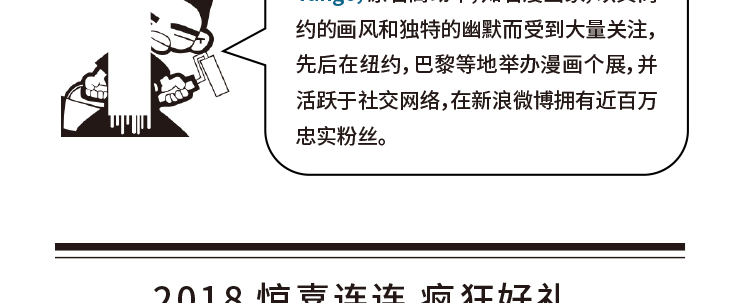 约的画风和独特的幽默而受到大量关注，
先后在纽约，巴黎等地举办漫画个展，并
活跃于社交网络，在新浪微博拥有近百万
忠实粉丝。
2018 惊喜连连 疯狂好礼